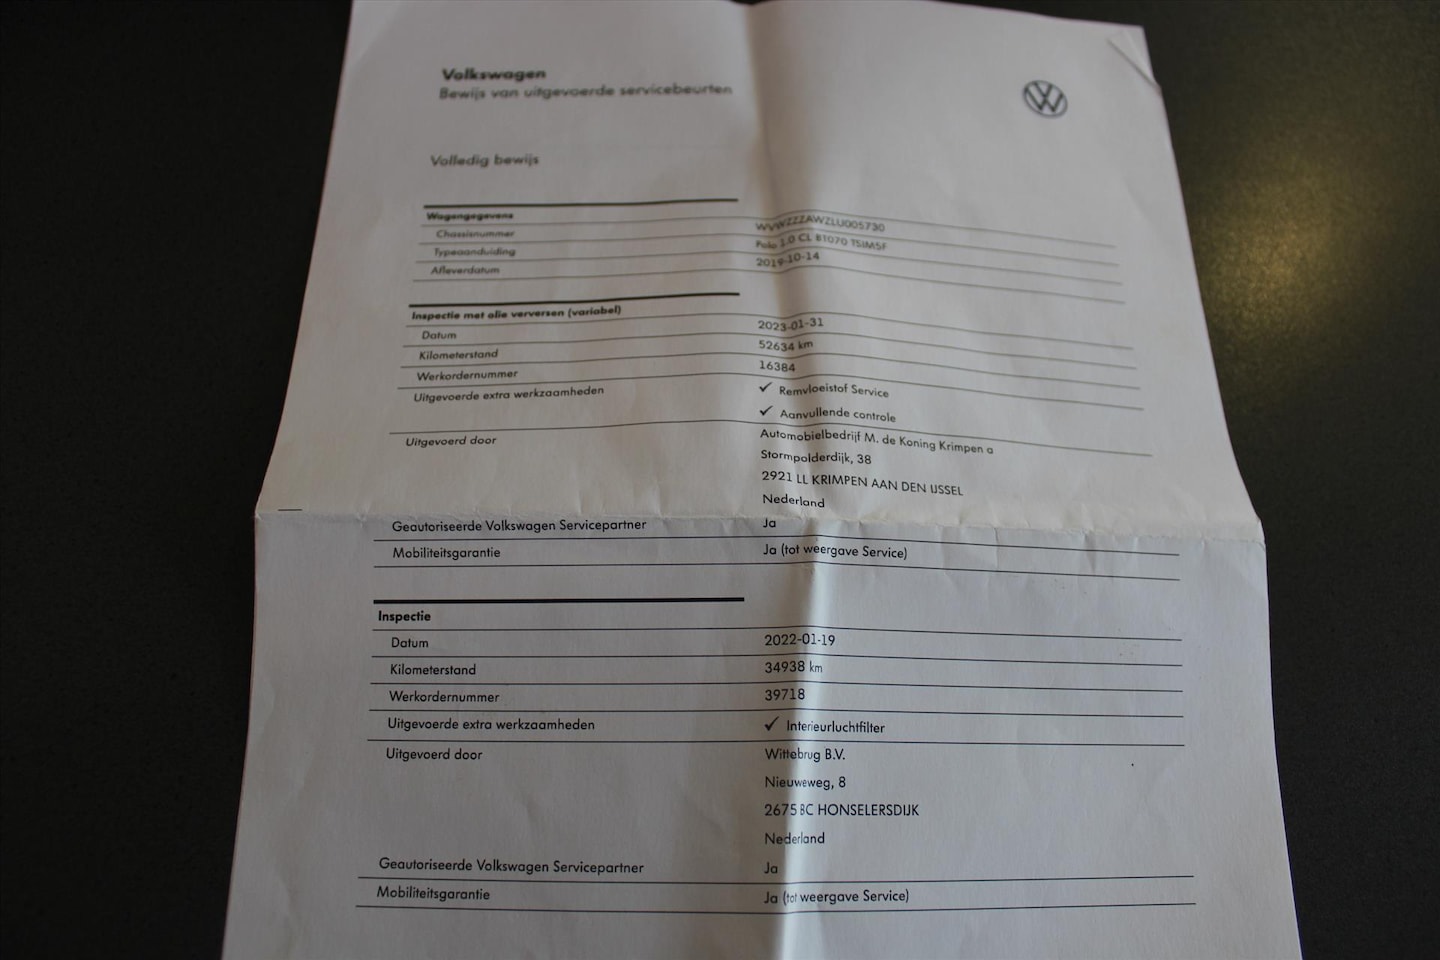 Volkswagen
Bewijs van uitgevoerde servicebeurten
Volledig bewijs
Wagengegevens
Chassisnummer WVWZZZAWZLU005730
Typeaanduiding Polo 1.0 CL 81070 TSIM5F
Afleverdatum 2019-10-14
Inspectie met olie verversen (variabel)
Datum 2023-01-31
Kilometerstand 52634 km
Werkordernummer 16384
Uitgevoerde extra werkzaamheden ✓ Remvloeistof Service
✓ Aanvullende controle
Uitgevoerd door Automobielbedrijf M. de Koning Krimpen a
Stormpolderdijk, 38
2921 LL KRIMPEN AAN DEN IJSSEL
Nederland
Geautoriseerde Volkswagen Servicepartner Ja
Mobiliteitsgarantie Ja (tot weergave Service)
Inspectie
Datum 2022-01-19
Kilometerstand 34938 km
Werkordernummer 39718
Uitgevoerde extra werkzaamheden ✓ Interieurluchtfilter
Uitgevoerd door Wittebrug B.V.
Nieuweweg, 8
2675 BC HONSELERSDIJK
Nederland
Geautoriseerde Volkswagen Servicepartner Ja
Mobiliteitsgarantie Ja (tot weergave Service)